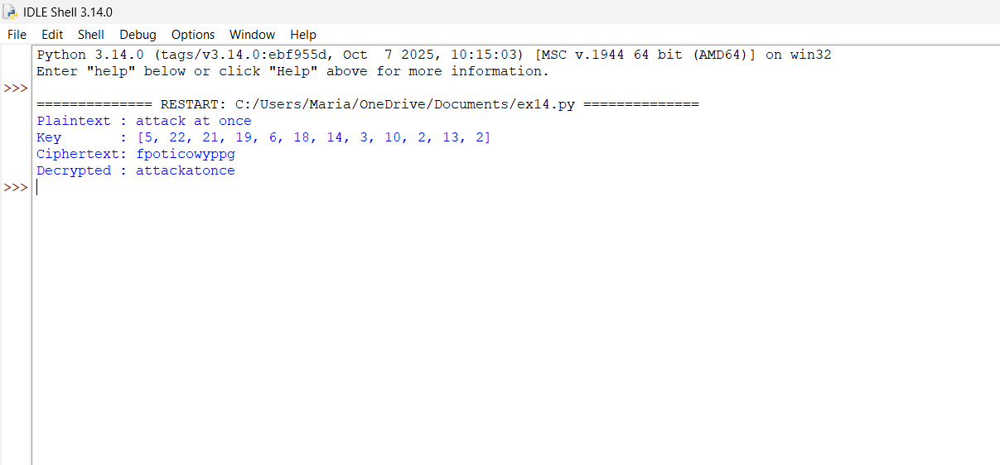 IDLE Shell 3.14.0
File Edit Shell Debug Options Window Help
Python 3.14.0 (tags/v3.14.0:ebf955d, Oct  7 2025, 10:15:03) [MSC v.1944 64 bit (AMD64)] on win32
Enter "help" below or click "Help" above for more information.
>>>
============== RESTART: C:/Users/Maria/OneDrive/Documents/ex14.py ==============
Plaintext : attack at once
Key       : [5, 22, 21, 19, 6, 18, 14, 3, 10, 2, 13, 2]
Ciphertext: fpoticowyppg
Decrypted : attackatonce
>>>